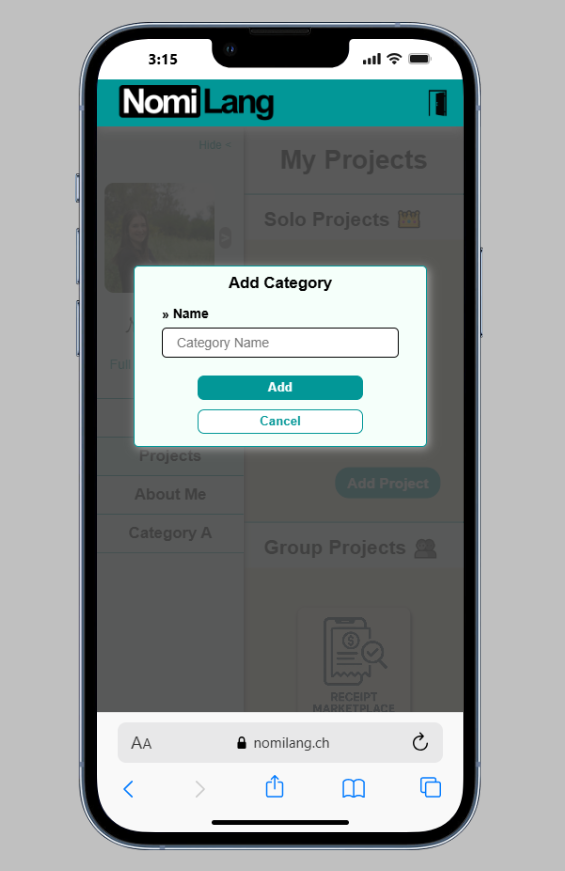 3:15
NomiLang
Hide <
My Projects
Solo Projects
Add Category
» Name
Category Name
Add
Cancel
Full
Projects
About Me
Category A
Add Project
Group Projects
RECEIPT
MARKETPLACE
AA
nomilang.ch